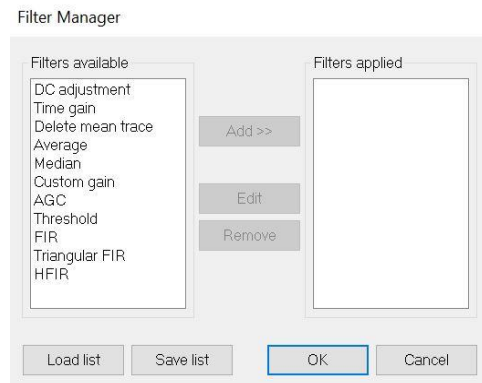 Filter Manager
Filters available
Filters applied
DC adjustment
Time gain
Delete mean trace
Average
Median
Custom gain
AGC
Threshold
FIR
Triangular FIR
HFIR
Add >>
Edit
Remove
Load list
Save list
OK
Cancel